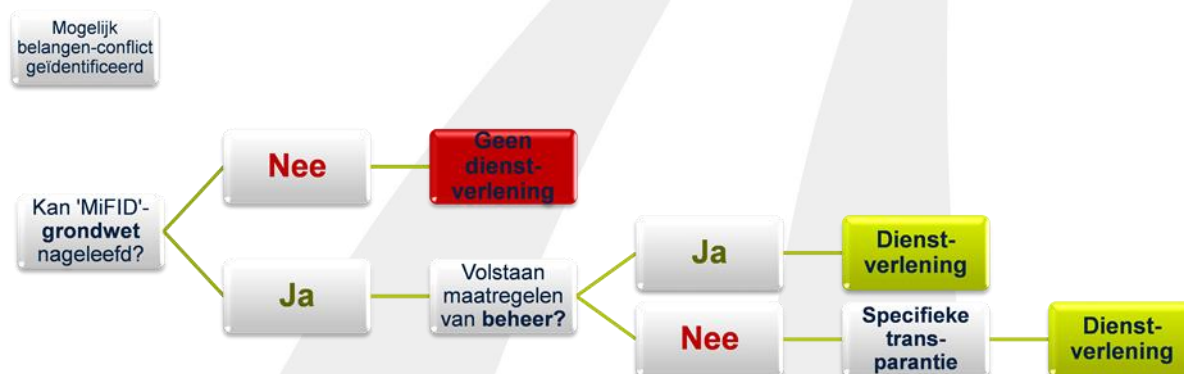 Mogelijk
belangen-conflict
geïdentificeerd
Nee
Geen
dienst-
verlening
Kan 'MiFID'-
grondwet
nageleefd?
Ja
Volstaan
maatregelen
van beheer?
Ja
Dienst-
verlening
Nee
Specifieke
trans-
parantie
Dienst-
verlening